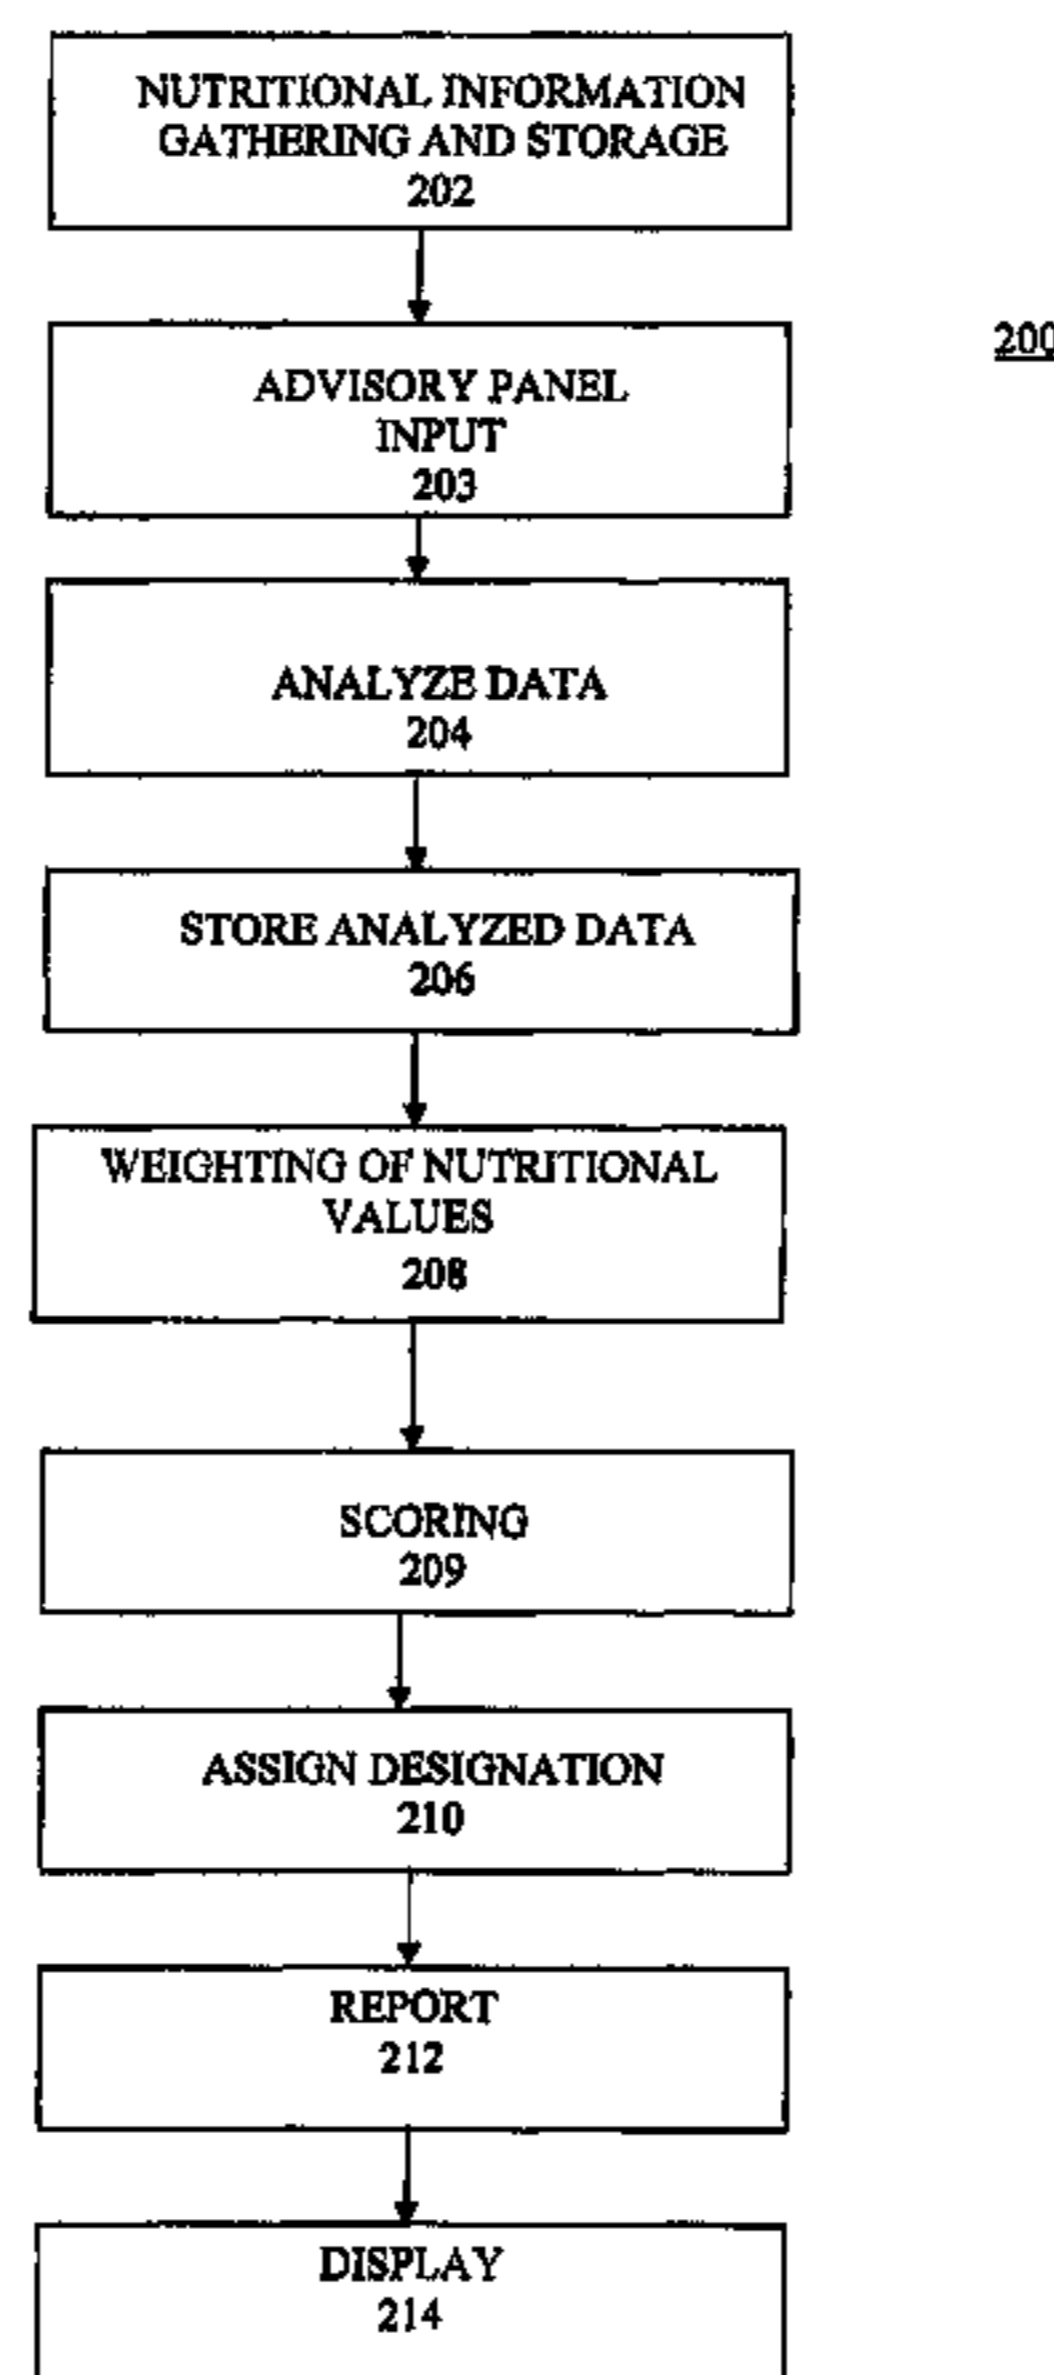 NUTRITIONAL INFORMATION
GATHERING AND STORAGE
202
200
ADVISORY PANEL
INPUT
203
ANALYZE DATA
204
STORE ANALYZED DATA
206
WEIGHTING OF NUTRITIONAL
VALUES
208
SCORING
209
ASSIGN DESIGNATION
210
REPORT
212
DISPLAY
214